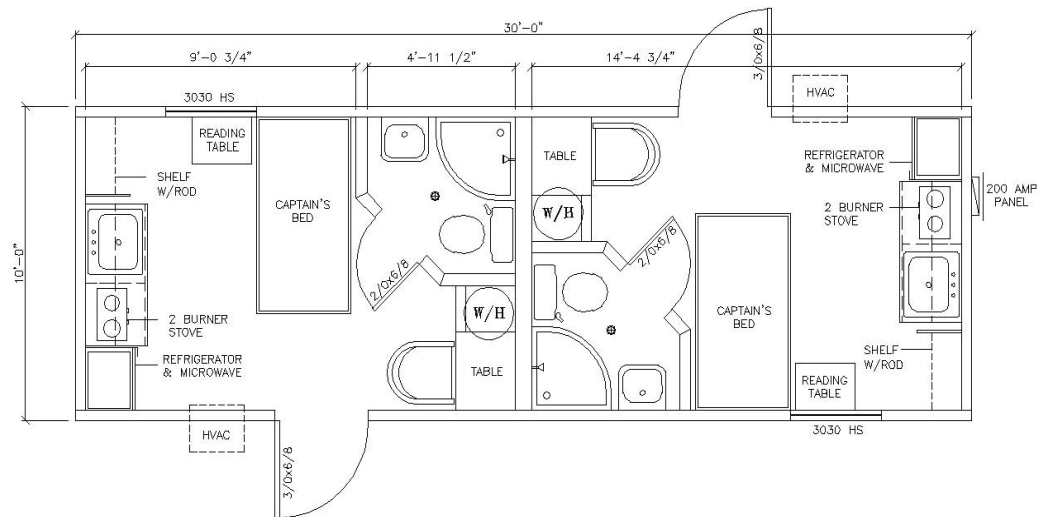 30'-0"
9'-0 3/4"
4'-11 1/2"
14'-4 3/4"
3/0x6/8
3030 HS
HVAC
READING
TABLE
TABLE
REFRIGERATOR
& MICROWAVE
SHELF
W/ROD
200 AMP
PANEL
CAPTAIN'S
BED
W/H
2 BURNER
STOVE
10'-0"
2/0x6/8
2/0x6/8
W/H
CAPTAIN'S
BED
2 BURNER
STOVE
SHELF
W/ROD
REFRIGERATOR
& MICROWAVE
TABLE
READING
TABLE
HVAC
3030 HS
3/0x6/8